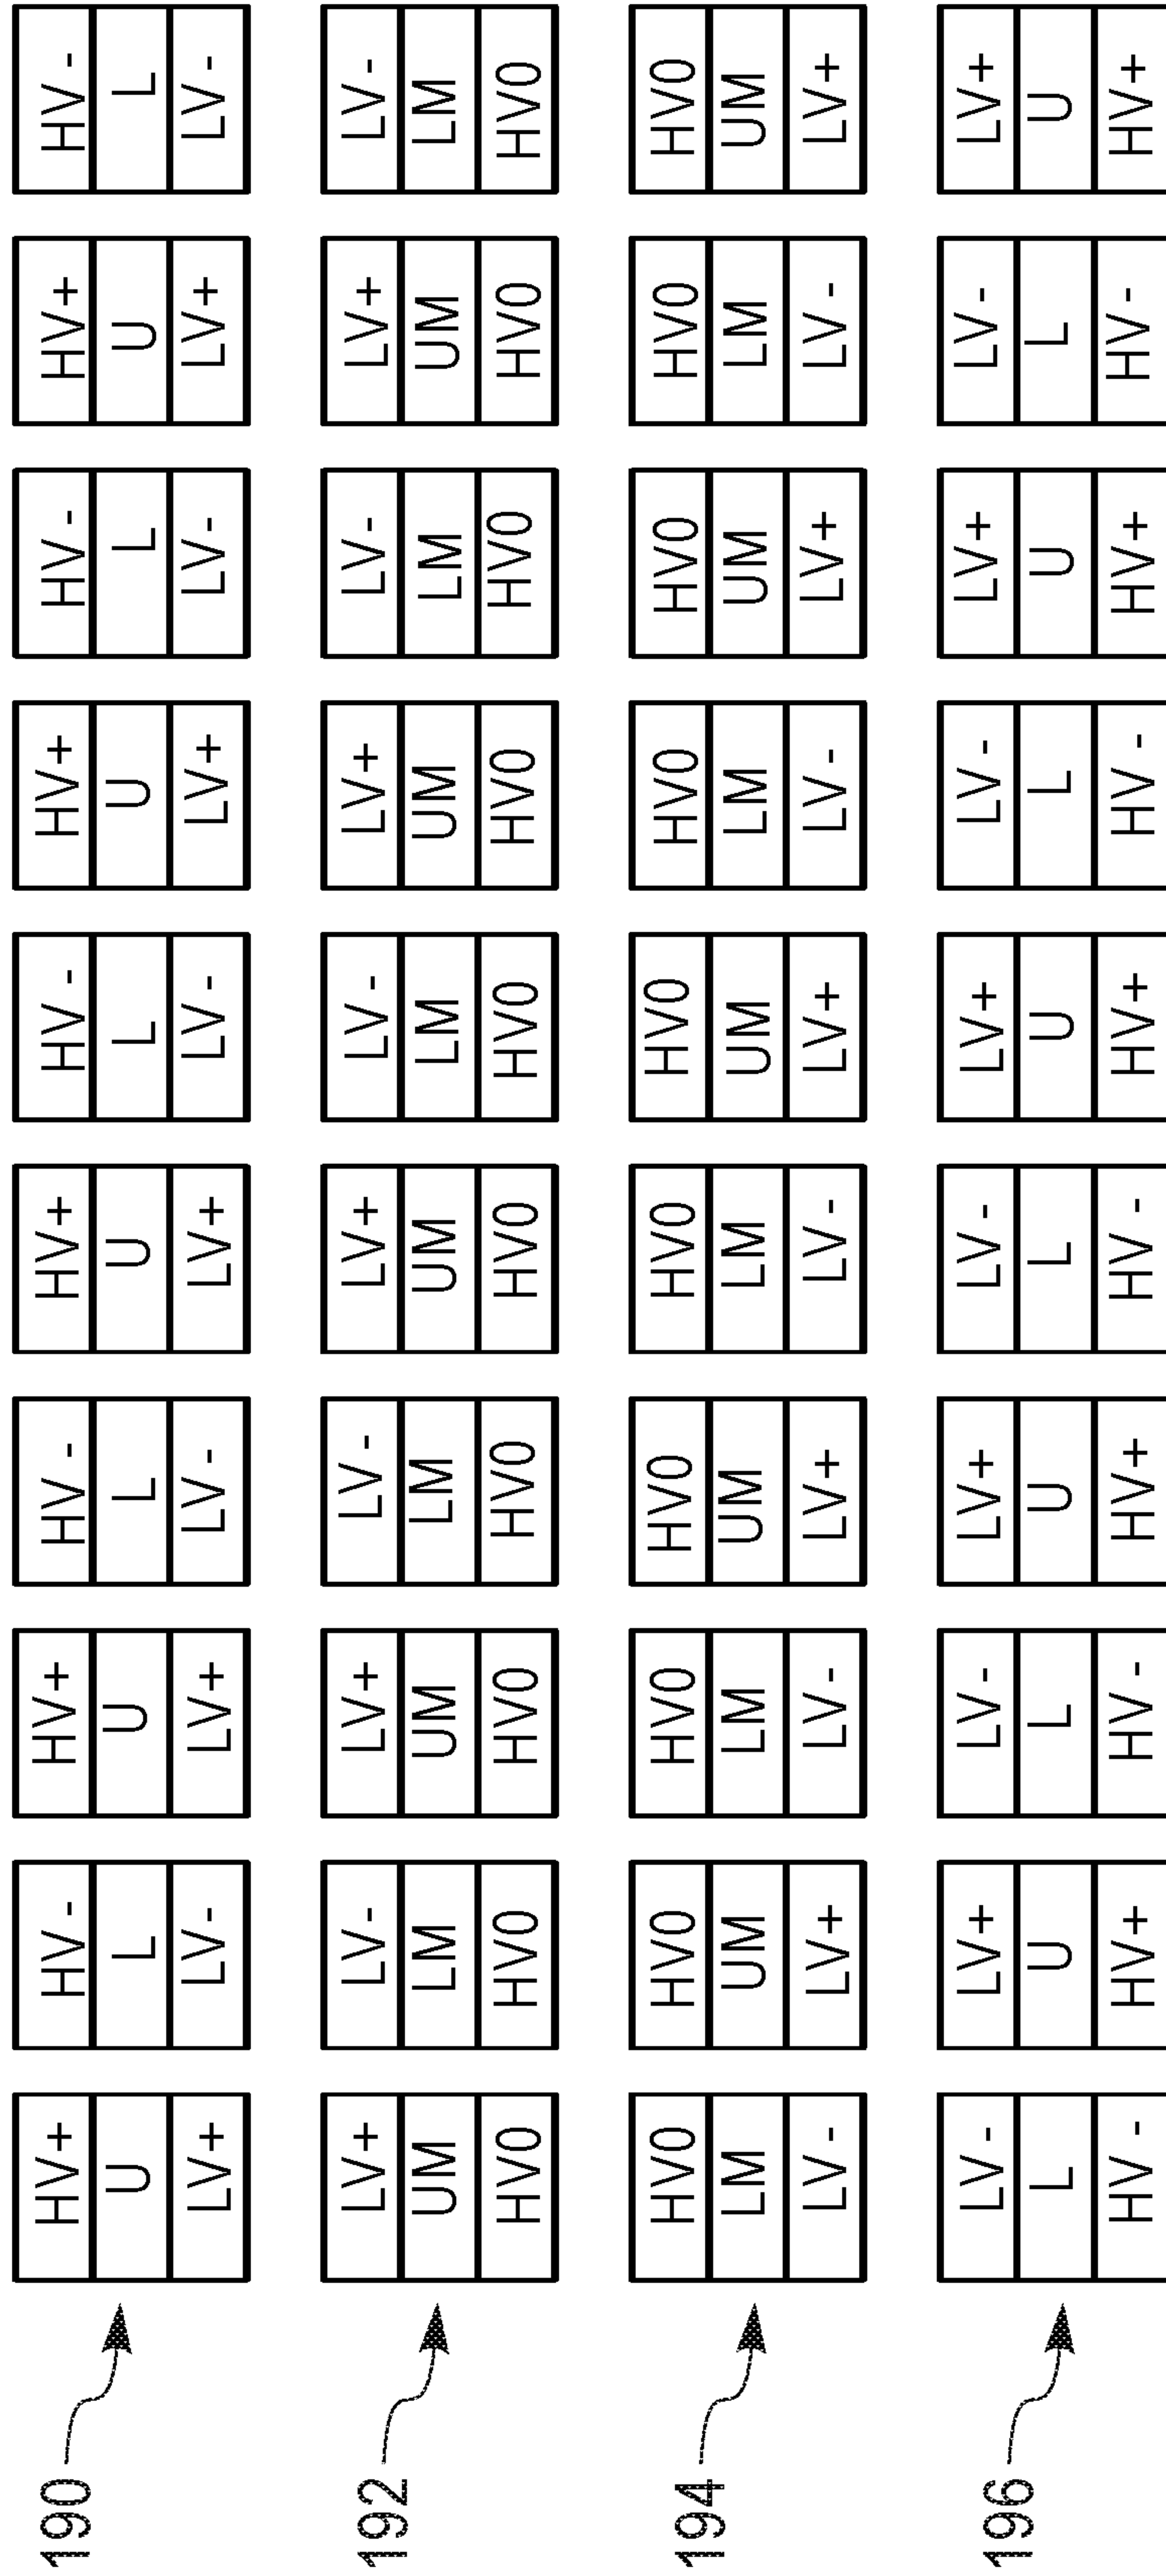 190 HV+ HV - HV+ HV - HV+ HV - HV+ HV - HV+ HV -
U L U L U L U L U L
LV+ LV - LV+ LV - LV+ LV - LV+ LV - LV+ LV -
192 LV+ LV - LV+ LV - LV+ LV - LV+ LV - LV+ LV -
UM LM UM LM UM LM UM LM UM LM
HV0 HV0 HV0 HV0 HV0 HV0 HV0 HV0 HV0 HV0
194 HV0 HV0 HV0 HV0 HV0 HV0 HV0 HV0 HV0 HV0
LM UM LM UM LM UM LM UM LM UM
LV - LV+ LV - LV+ LV - LV+ LV - LV+ LV - LV+
196 LV - LV+ LV - LV+ LV - LV+ LV - LV+ LV - LV+
L U L U L U L U L U
HV - HV+ HV - HV+ HV - HV+ HV - HV+ HV - HV+